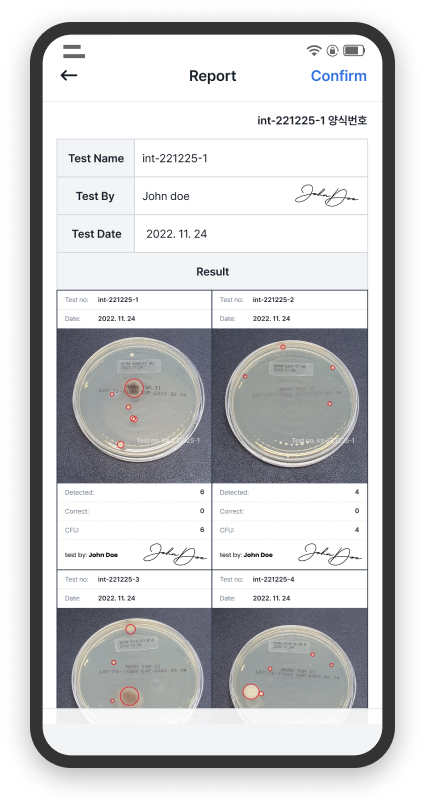 Report
Confirm
int-221225-1 양식번호
Test Name
int-221225-1
Test By
John doe
John Doe
Test Date
2022. 11. 24
Result
Test no: int-221225-1
Date: 2022. 11. 24
Test no: int-221225-1
Detected: 6
Correct: 0
CFU: 6
test by: John Doe
John Doe
Test no: int-221225-2
Date: 2022. 11. 24
Test no: int-221225-1
Detected: 4
Correct: 0
CFU: 4
test by: John Doe
John Doe
Test no: int-221225-3
Date: 2022. 11. 24
Test no: int-221225-4
Date: 2022. 11. 24